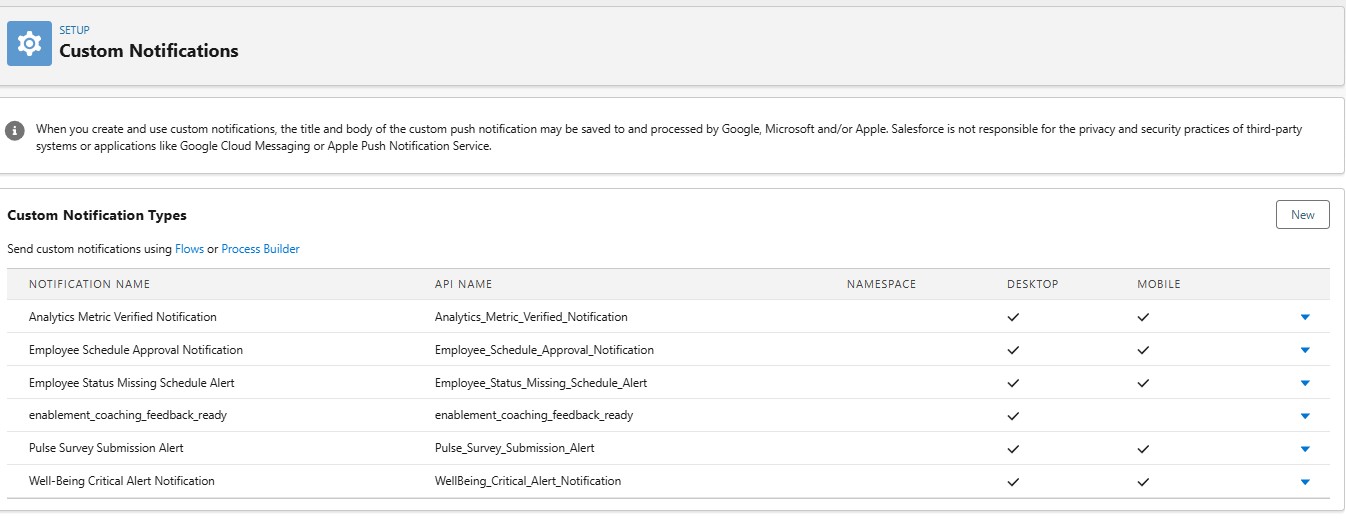 SETUP
Custom Notifications
When you create and use custom notifications, the title and body of the custom push notification may be saved to and processed by Google, Microsoft and/or Apple. Salesforce is not responsible for the privacy and security practices of third-party
systems or applications like Google Cloud Messaging or Apple Push Notification Service.
Custom Notification Types
New
Send custom notifications using Flows or Process Builder
NOTIFICATION NAME API NAME NAMESPACE DESKTOP MOBILE
Analytics Metric Verified Notification Analytics_Metric_Verified_Notification
Employee Schedule Approval Notification Employee_Schedule_Approval_Notification
Employee Status Missing Schedule Alert Employee_Status_Missing_Schedule_Alert
enablement_coaching_feedback_ready enablement_coaching_feedback_ready
Pulse Survey Submission Alert Pulse_Survey_Submission_Alert
Well-Being Critical Alert Notification WellBeing_Critical_Alert_Notification